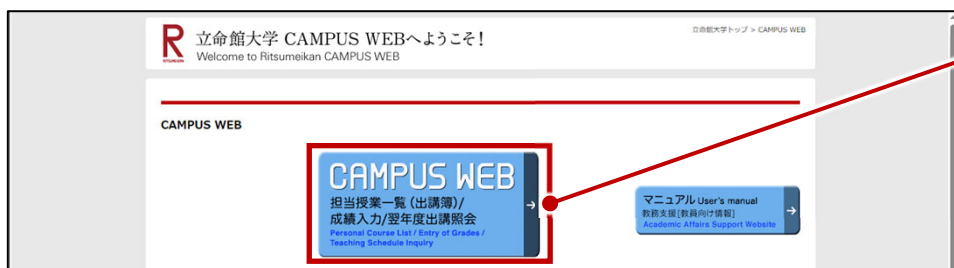 R
RITSUMEIKAN
立命館大学 CAMPUS WEBへようこそ!
Welcome to Ritsumeikan CAMPUS WEB
立命館大学トップ > CAMPUS WEB
CAMPUS WEB
CAMPUS WEB
担当授業一覧 (出講簿)/
成績入力/翌年度出講照会
Personal Course List / Entry of Grades /
Teaching Schedule Inquiry
マニュアル User's manual
教務支援[教員向け情報]
Academic Affairs Support Website